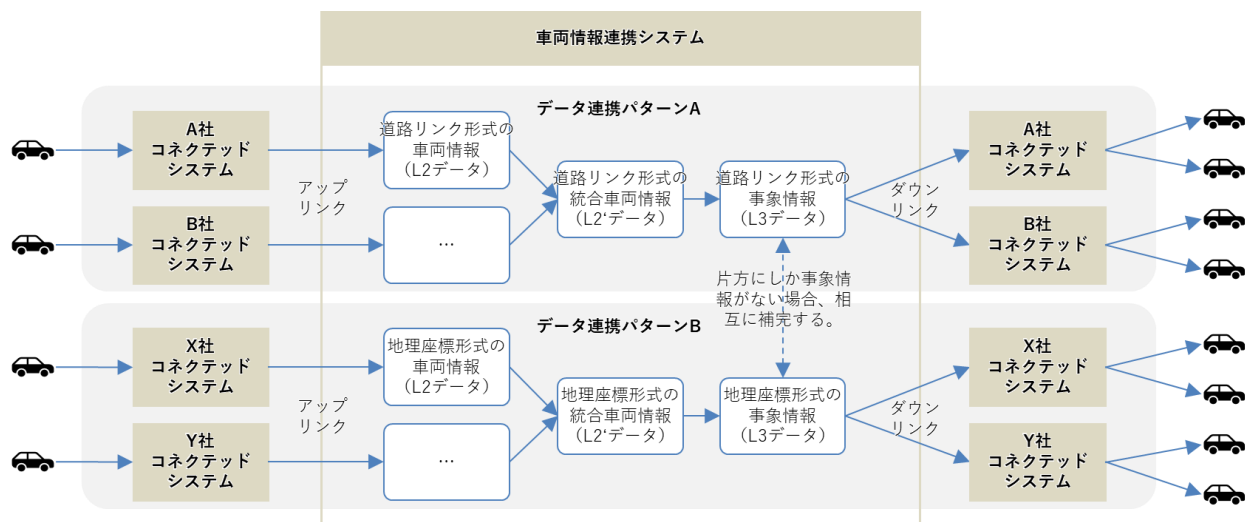 車両情報連携システム
データ連携パターンA
A社
コネクテッド
システム
アップ
リンク
道路リンク形式の
車両情報
(L2データ)
B社
コネクテッド
システム
…
道路リンク形式の
統合車両情報
(L2‘データ)
道路リンク形式の
事象情報
(L3データ)
ダウン
リンク
A社
コネクテッド
システム
B社
コネクテッド
システム
片方にしか事象情
報がない場合、相
互に補完する。
データ連携パターンB
X社
コネクテッド
システム
アップ
リンク
地理座標形式の
車両情報
(L2データ)
Y社
コネクテッド
システム
…
地理座標形式の
統合車両情報
(L2‘データ)
地理座標形式の
事象情報
(L3データ)
ダウン
リンク
X社
コネクテッド
システム
Y社
コネクテッド
システム